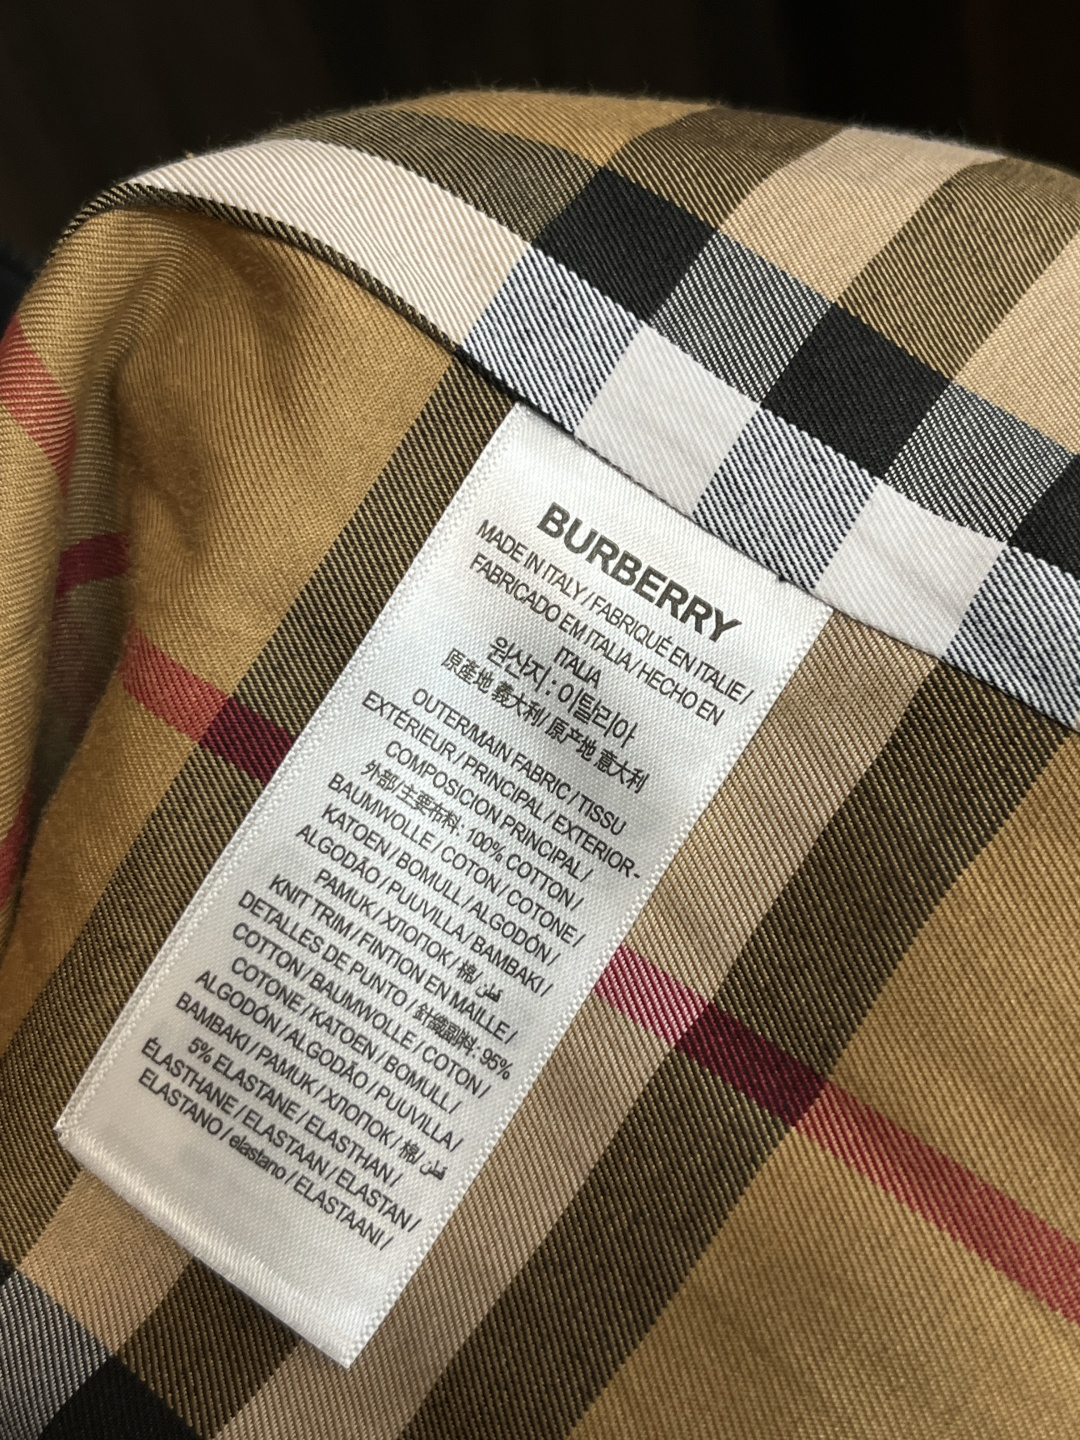 BURBERRY
MADE IN ITALY / FABRIQUÉ EN ITALIE /
FABRICADO EM ITALIA / HECHO EN
ITALIA
원산지 : 이탈리아
原產地 義大利 / 原产地 意大利
OUTER/MAIN FABRIC / TISSU
EXTÉRIEUR / PRINCIPAL / EXTERIOR-
COMPOSICION PRINCIPAL /
外部/主要布料: 100% COTTON /
BAUMWOLLE / COTON / COTONE /
KATOEN / BOMULL / ALGODÓN /
ALGODÃO / PUUVILLA / BAMBAKI /
PAMUK / ХЛОПОК / 棉 / قطن
KNIT TRIM / FINTION EN MAILLE /
DETALLES DE PUNTO / 針織副料: 95%
COTTON / BAUMWOLLE / COTON /
COTONE / KATOEN / BOMULL /
ALGODÓN / ALGODÃO / PUUVILLA /
BAMBAKI / PAMUK / ХЛОПОК / 棉 / قطن
5% ELASTANE / ELASTHAN /
ÉLASTHANE / ELASTAAN / ELASTAN /
ELASTANO / elastano / ELASTAANI /